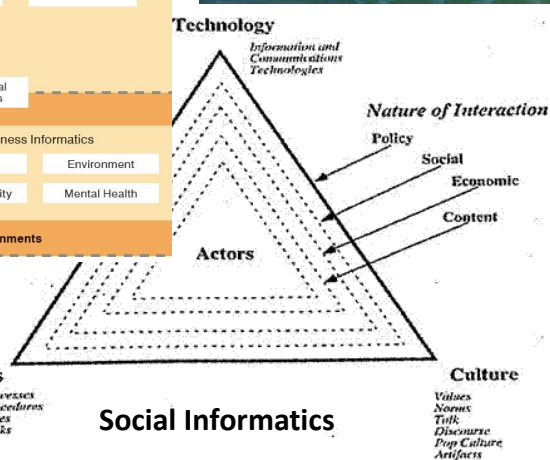 al
s
ness Informatics
Environment
ity
Mental Health
nments
Technology
Information and
Communications
Technologies
Nature of Interaction
Policy
Social
Economic
Content
Actors
s
Culture
Values
Norms
Talk
Discourse
Pop Culture
Artifacts
Social Informatics